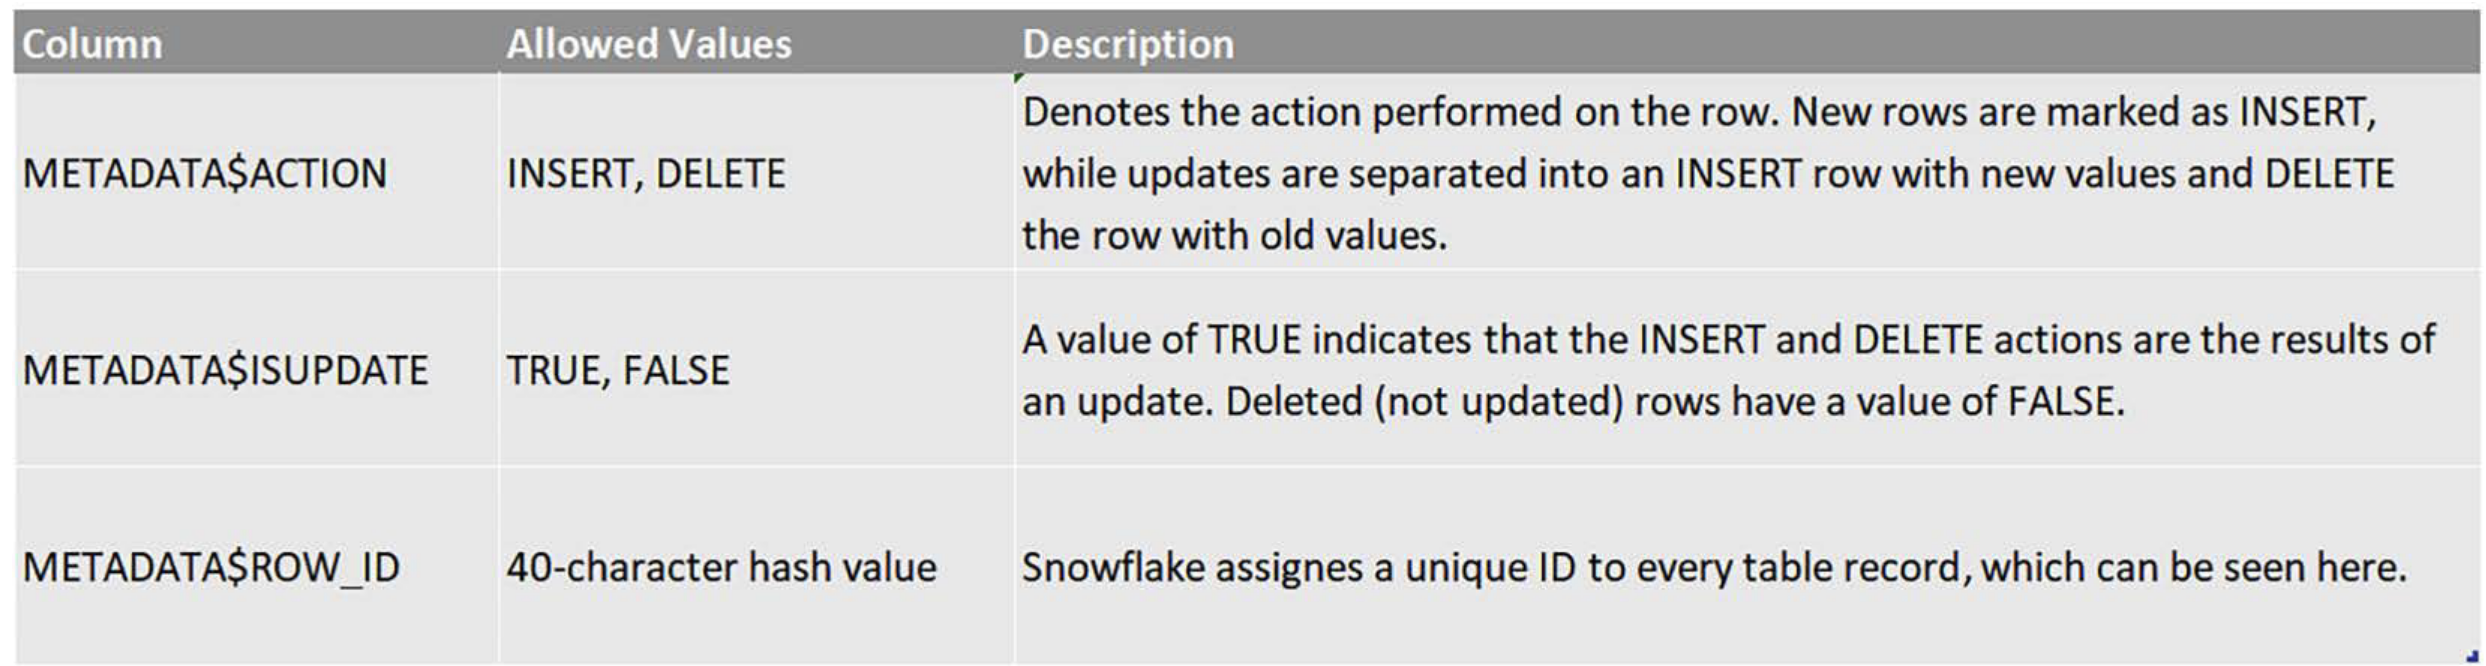 Column Allowed Values Description
METADATA$ACTION INSERT, DELETE Denotes the action performed on the row. New rows are marked as INSERT,
while updates are separated into an INSERT row with new values and DELETE
the row with old values.
METADATA$ISUPDATE TRUE, FALSE A value of TRUE indicates that the INSERT and DELETE actions are the results of
an update. Deleted (not updated) rows have a value of FALSE.
METADATA$ROW_ID 40-character hash value Snowflake assignes a unique ID to every table record, which can be seen here.